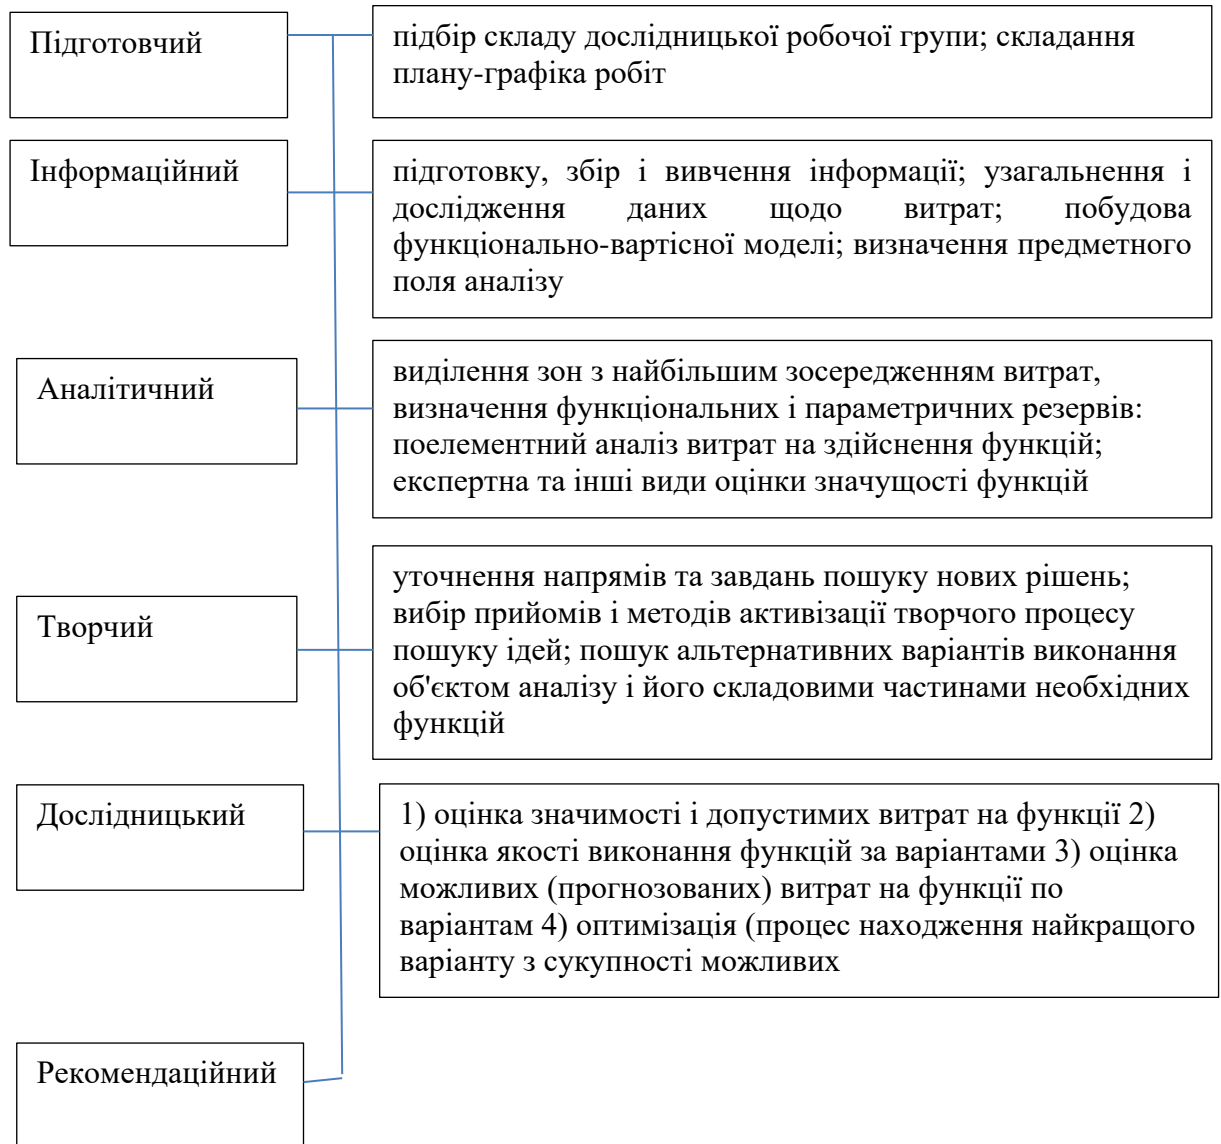 Підготовчий
підбір складу дослідницької робочої групи; складання
плану-графіка робіт
Інформаційний
підготовку, збір і вивчення інформації; узагальнення і
дослідження даних щодо витрат; побудова
функціонально-вартісної моделі; визначення предметного
поля аналізу
Аналітичний
виділення зон з найбільшим зосередженням витрат,
визначення функціональних і параметричних резервів:
поелементний аналіз витрат на здійснення функцій;
експертна та інші види оцінки значущості функцій
Творчий
уточнення напрямів та завдань пошуку нових рішень;
вибір прийомів і методів активізації творчого процесу
пошуку ідей; пошук альтернативних варіантів виконання
об'єктом аналізу і його складовими частинами необхідних
функцій
Дослідницький
1) оцінка значимості і допустимих витрат на функції 2)
оцінка якості виконання функцій за варіантами 3) оцінка
можливих (прогнозованих) витрат на функції по
варіантам 4) оптимізація (процес находження найкращого
варіанту з сукупності можливих
Рекомендаційний